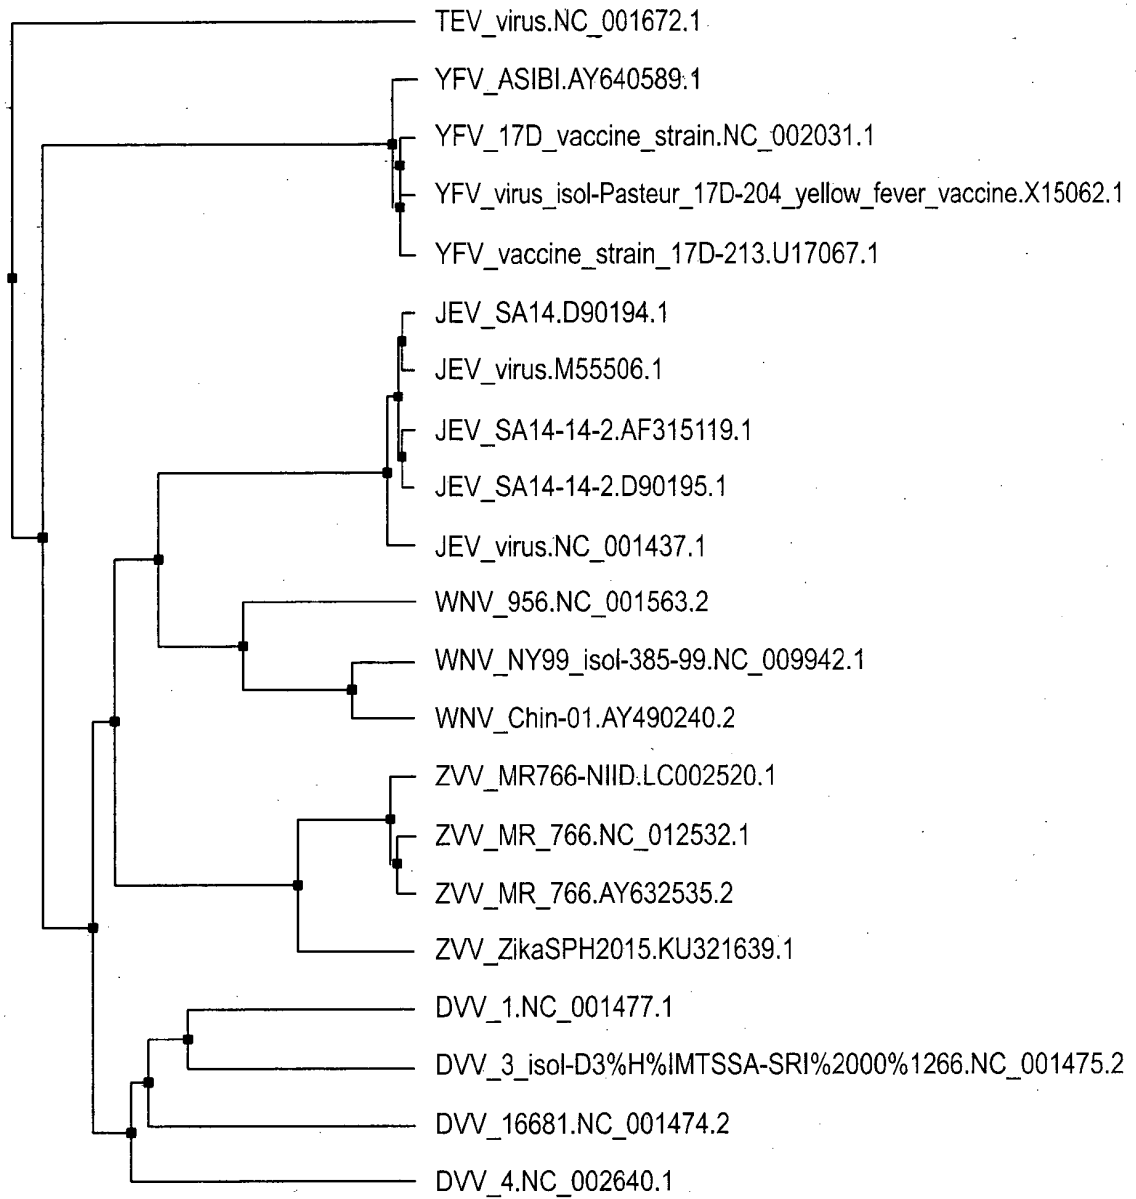 TEV_virus.NC_001672.1
YFV_ASIBI.AY640589.1
YFV_17D_vaccine_strain.NC_002031.1
YFV_virus_isol-Pasteur_17D-204_yellow_fever_vaccine.X15062.1
YFV_vaccine_strain_17D-213.U17067.1
JEV_SA14.D90194.1
JEV_virus.M55506.1
JEV_SA14-14-2.AF315119.1
JEV_SA14-14-2.D90195.1
JEV_virus.NC_001437.1
WNV_956.NC_001563.2
WNV_NY99_isol-385-99.NC_009942.1
WNV_Chin-01.AY490240.2
ZVV_MR766-NIID.LC002520.1
ZVV_MR_766.NC_012532.1
ZVV_MR_766.AY632535.2
ZVV_ZikaSPH2015.KU321639.1
DVV_1.NC_001477.1
DVV_3_isol-D3%H%IMTSSA-SRI%2000%1266.NC_001475.2
DVV_16681.NC_001474.2
DVV_4.NC_002640.1